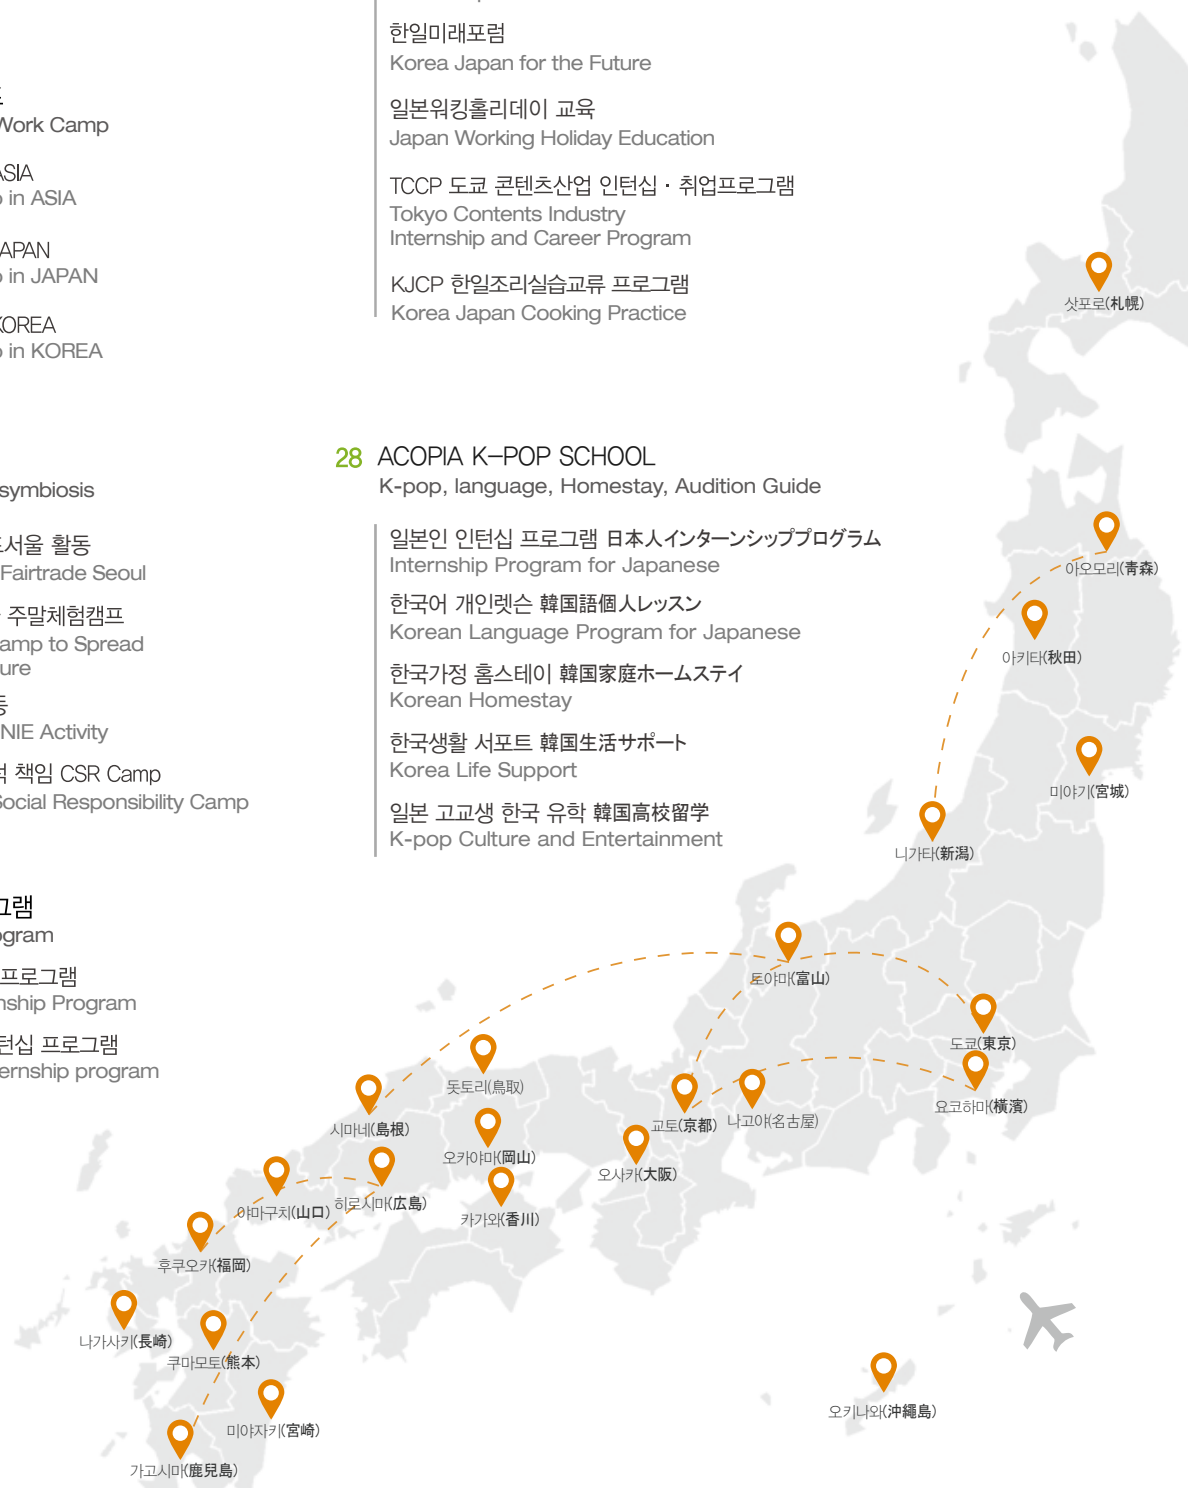 Work Camp
ASIA
in ASIA
JAPAN
in JAPAN
KOREA
in KOREA
symbiosis
서울 활동
Fairtrade Seoul
주말체험캠프
amp to Spread
ure
NIE Activity
책임 CSR Camp
Social Responsibility Camp
그램
ogram
프로그램
nship Program
턴십 프로그램
ernship program
한일미래포럼
Korea Japan for the Future
일본워킹홀리데이 교육
Japan Working Holiday Education
TCCP 도쿄 콘텐츠산업 인턴십 · 취업프로그램
Tokyo Contents Industry
Internship and Career Program
KJCP 한일조리실습교류 프로그램
Korea Japan Cooking Practice
28 ACOPIA K-POP SCHOOL
K-pop, language, Homestay, Audition Guide
일본인 인턴십 프로그램 日本人インターンシッププログラム
Internship Program for Japanese
한국어 개인렛슨 韓国語個人レッスン
Korean Language Program for Japanese
한국가정 홈스테이 韓国家庭ホームステイ
Korean Homestay
한국생활 서포트 韓国生活サポート
Korea Life Support
일본 고교생 한국 유학 韓国高校留学
K-pop Culture and Entertainment
삿포로(札幌)
아오모리(青森)
아키타(秋田)
미야기(宮城)
니가타(新潟)
토야마(富山)
도쿄(東京)
요코하마(橫濱)
돗토리(鳥取)
시마네(島根)
교토(京都)
나고야(名古屋)
오카야마(岡山)
오사카(大阪)
야마구치(山口)
히로시마(広島)
카가와(香川)
후쿠오카(福岡)
나가사키(長崎)
쿠마모토(熊本)
미야자키(宮崎)
가고시마(鹿兒島)
오키나와(沖繩島)